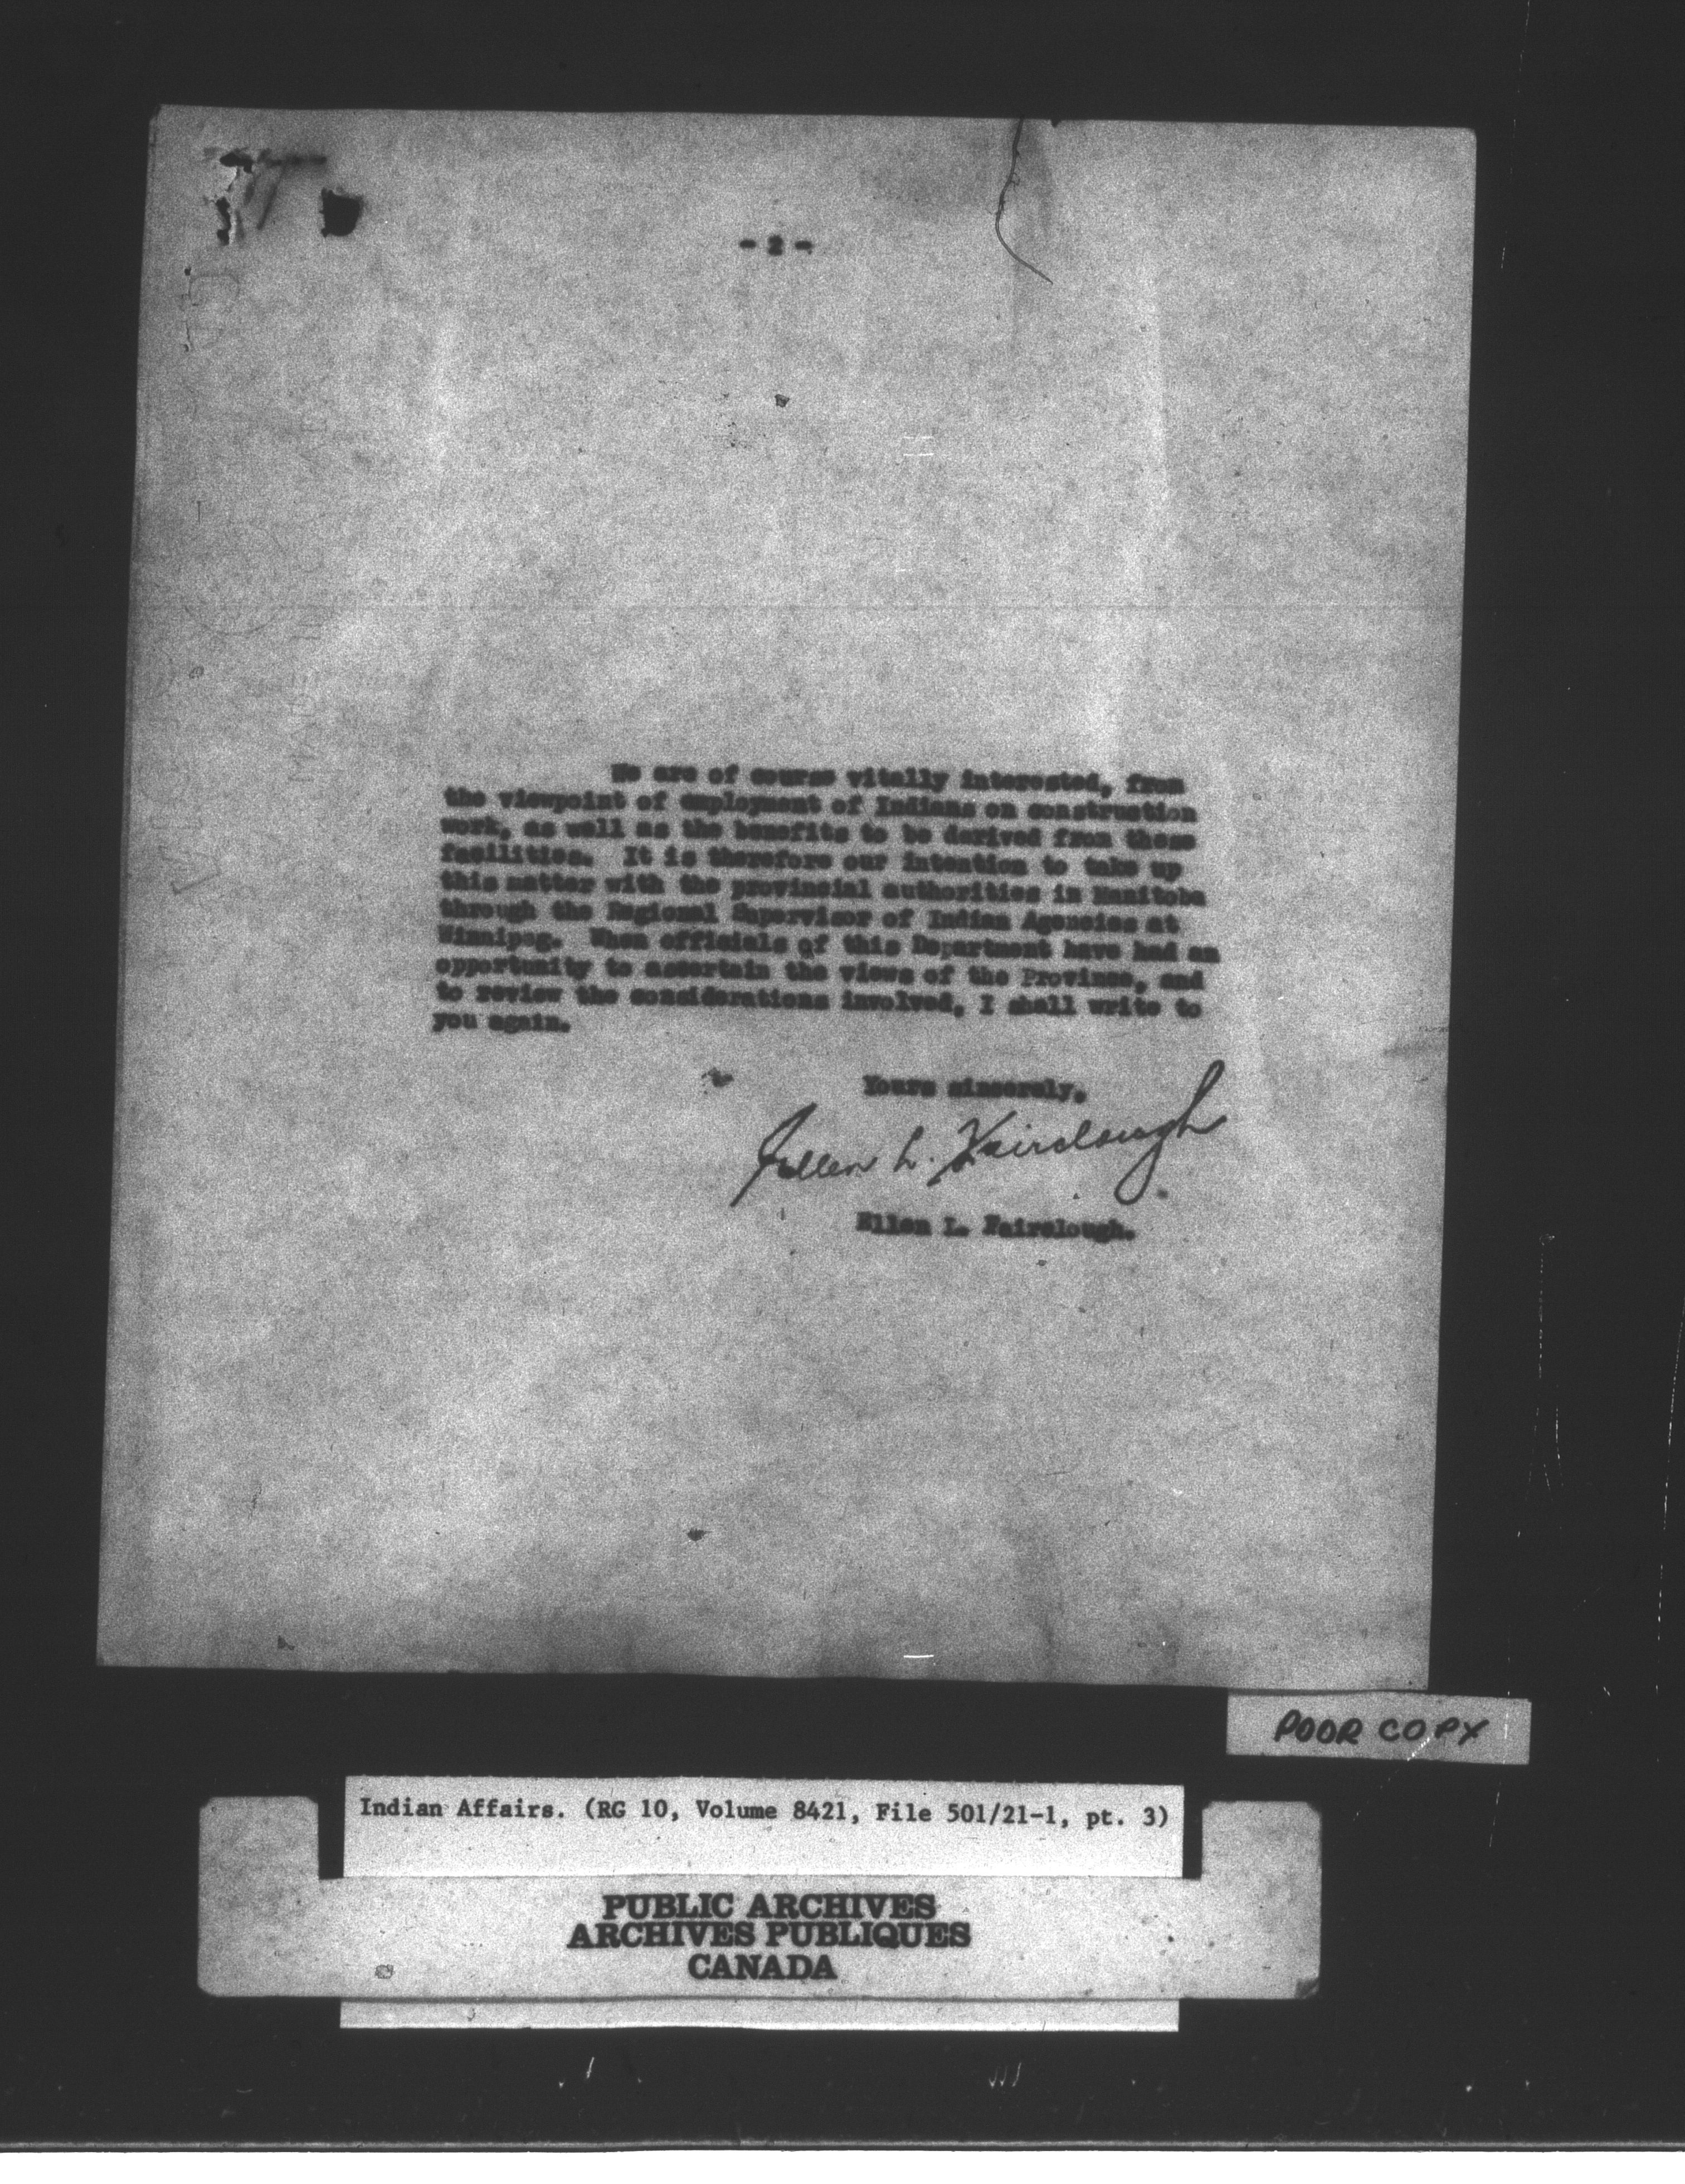 - 2 -
We are of course vitally interested, from
the viewpoint of employment of Indians on construction
work, as well as the benefits to be derived from these
facilities. It is therefore our intention to take up
this matter with the provincial authorities in Manitoba
through the Regional Supervisor of Indian Agencies at
Winnipeg. When officials of this Department have had an
opportunity to ascertain the views of the Province, and
to review the considerations involved, I shall write to
you again.
Yours sincerely,
Ellen L. Fairclough
Ellen L. Fairclough.
POOR COPY
Indian Affairs. (RG 10, Volume 8421, File 501/21-1, pt. 3)
PUBLIC ARCHIVES
ARCHIVES PUBLIQUES
CANADA